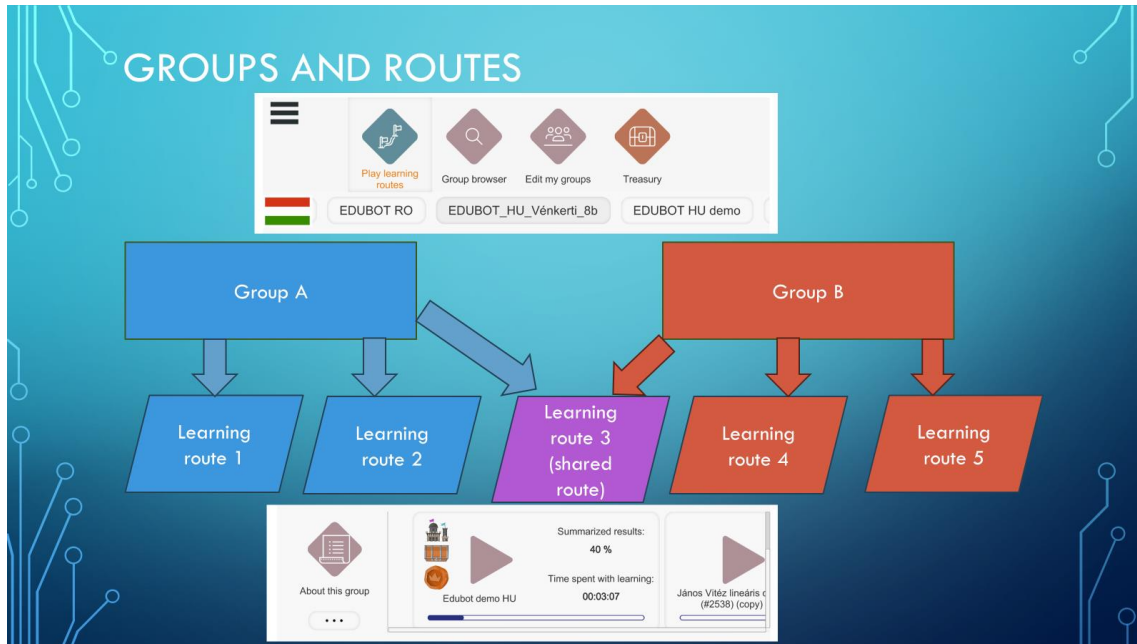 GROUPS AND ROUTES
Play learning
routes
Group browser
Edit my groups
Treasury
EDUBOT RO
EDUBOT_HU_Vénkerti_8b
EDUBOT HU demo
Group A
Group B
Learning
route 1
Learning
route 2
Learning
route 3
(shared
route)
Learning
route 4
Learning
route 5
About this group
Edubot demo HU
Summarized results:
40 %
Time spent with learning:
00:03:07
János Vitéz lineáris
(#2538) (copy)